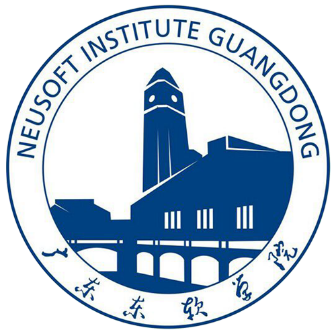 NEUSOFT INSTITUTE GUANGDONG
广东东软学院